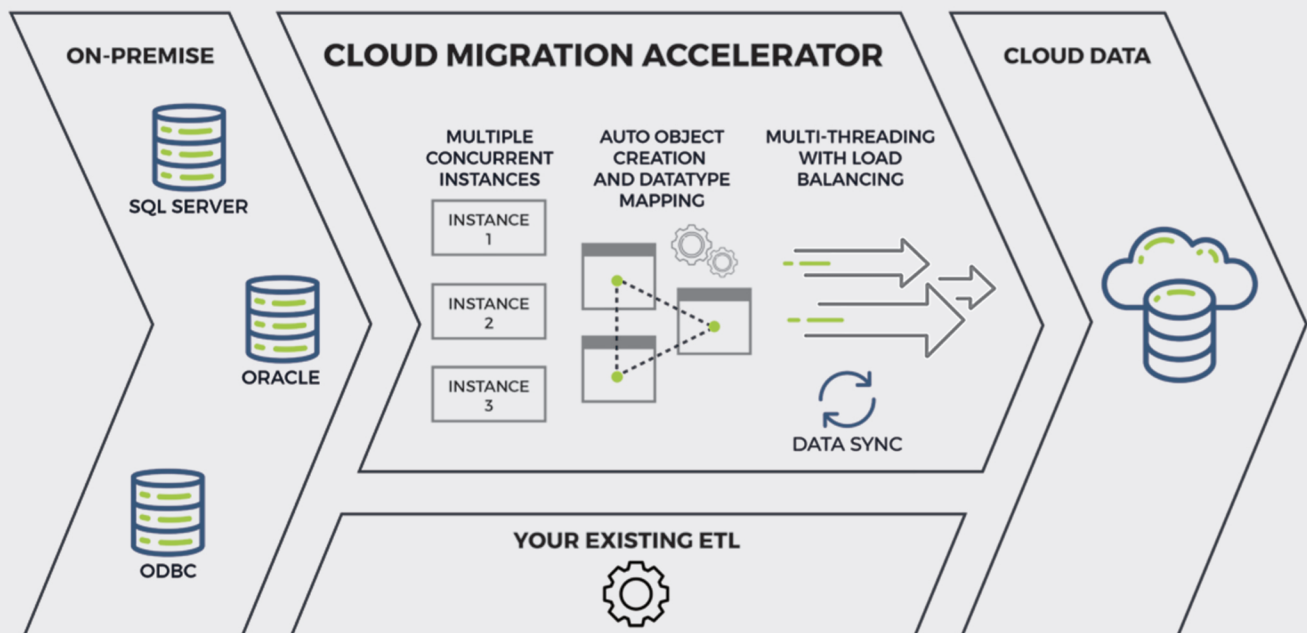 ON-PREMISE
SQL SERVER
ORACLE
ODBC
CLOUD MIGRATION ACCELERATOR
MULTIPLE
CONCURRENT
INSTANCES
INSTANCE
1
INSTANCE
2
INSTANCE
3
AUTO OBJECT
CREATION
AND DATATYPE
MAPPING
MULTI-THREADING
WITH LOAD
BALANCING
DATA SYNC
YOUR EXISTING ETL
CLOUD DATA